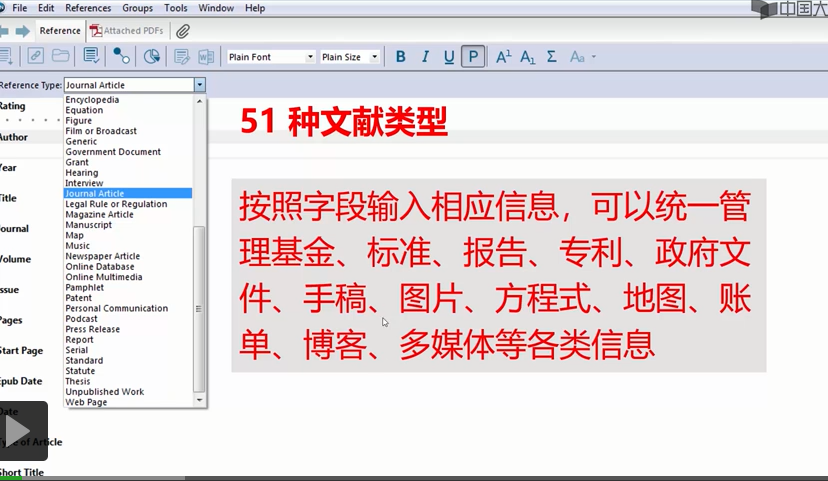 File Edit References Groups Tools Window Help
中国大
Reference Attached PDFs
Plain Font Plain Size B I U P A¹ A₁ Σ Aa
Reference Type: Journal Article
Rating
Author
Year
Title
Journal
Volume
Issue
Pages
Start Page
Epub Date
Date
Type of Article
Short Title
Encyclopedia
Equation
Figure
Film or Broadcast
Generic
Government Document
Grant
Hearing
Interview
Journal Article
Legal Rule or Regulation
Magazine Article
Manuscript
Map
Music
Newspaper Article
Online Database
Online Multimedia
Pamphlet
Patent
Personal Communication
Podcast
Press Release
Report
Serial
Standard
Statute
Thesis
Unpublished Work
Web Page
51 种文献类型
按照字段输入相应信息，可以统一管
理基金、标准、报告、专利、政府文
件、手稿、图片、方程式、地图、账
单、博客、多媒体等各类信息